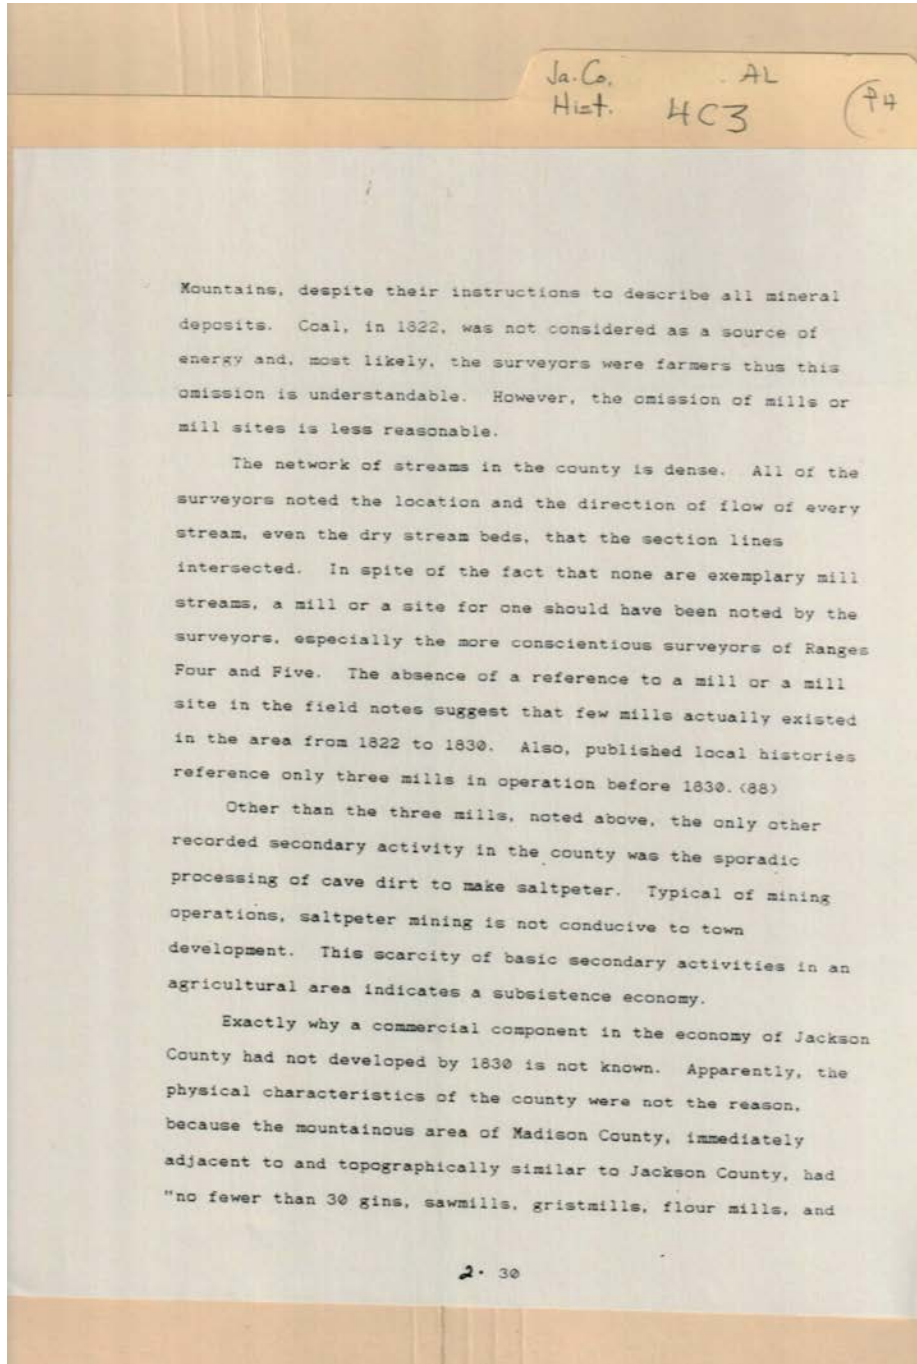 Ja. Co. AL
Hist. 4C3 P4
Mountains, despite their instructions to describe all mineral
deposits. Coal, in 1822, was not considered as a source of
energy and, most likely, the surveyors were farmers thus this
omission is understandable. However, the omission of mills or
mill sites is less reasonable.
The network of streams in the county is dense. All of the
surveyors noted the location and the direction of flow of every
stream, even the dry stream beds, that the section lines
intersected. In spite of the fact that none are exemplary mill
streams, a mill or a site for one should have been noted by the
surveyors, especially the more conscientious surveyors of Ranges
Four and Five. The absence of a reference to a mill or a mill
site in the field notes suggest that few mills actually existed
in the area from 1822 to 1830. Also, published local histories
reference only three mills in operation before 1830.<88>
Other than the three mills, noted above, the only other
recorded secondary activity in the county was the sporadic
processing of cave dirt to make saltpeter. Typical of mining
operations, saltpeter mining is not conducive to town
development. This scarcity of basic secondary activities in an
agricultural area indicates a subsistence economy.
Exactly why a commercial component in the economy of Jackson
County had not developed by 1830 is not known. Apparently, the
physical characteristics of the county were not the reason,
because the mountainous area of Madison County, immediately
adjacent to and topographically similar to Jackson County, had
"no fewer than 30 gins, sawmills, gristmills, flour mills, and
2. 30